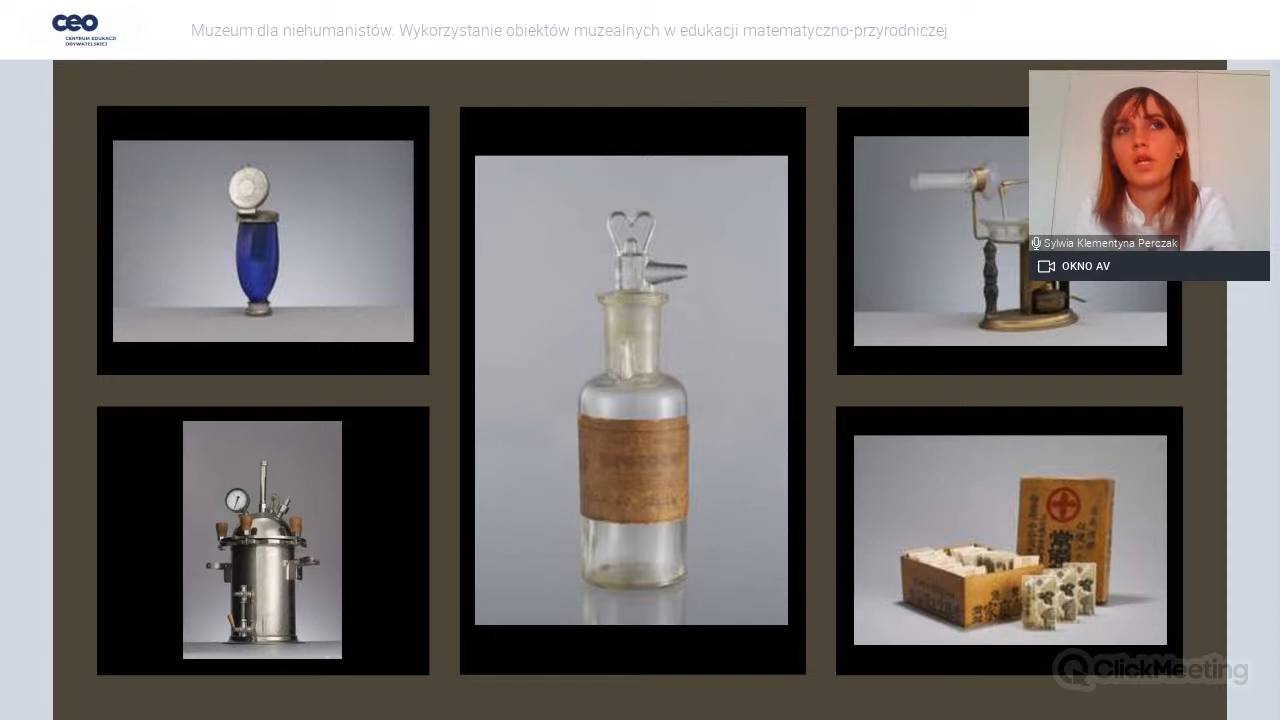 ceo
CENTRUM EDUKACJI
OBYWATELSKIEJ
Muzeum dla niehumanistów. Wykorzystanie obiektów muzealnych w edukacji matematyczno-przyrodniczej
Sylwia Klementyna Perczak
OKNO AV
ClickMeeting